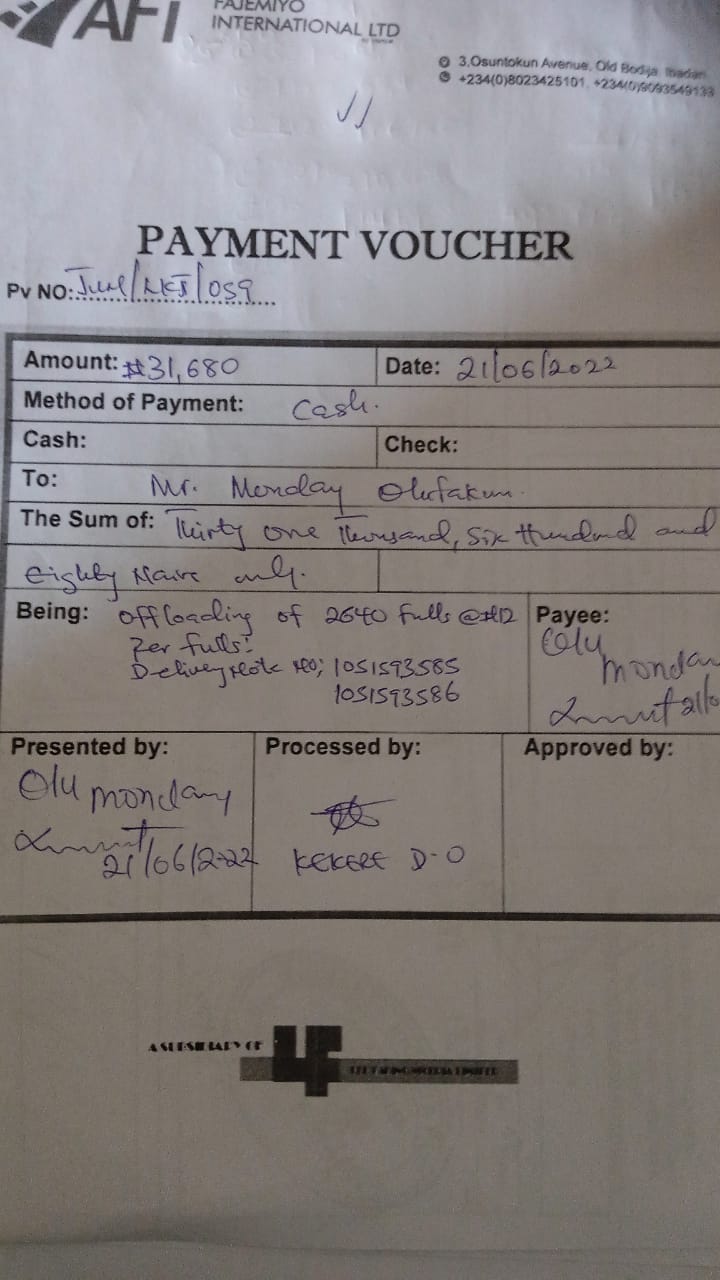 AFI FAJEMIYO
INTERNATIONAL LTD
3,Osuntokun Avenue, Old Bodija, Ibadan
+234(0)8023425101, +234(0)9093549133
PAYMENT VOUCHER
Pv NO: June/NKJ/059
Amount: ₦31,680 Date: 21/06/2022
Method of Payment: Cash.
Cash: Check:
To: Mr. Monday Olufakun.
The Sum of: Thirty one Thousand, Six Hundred and
Eighty Naira only.
Being: Offloading of 2640 fulls @₦12 Payee:
Per fulls: Olu
Delivery Note NO; 1051593585 monday
1051593586
Presented by: Processed by: Approved by:
Olu monday
21/06/2022 KEKERE D-O
A SUBSIDIARY OF